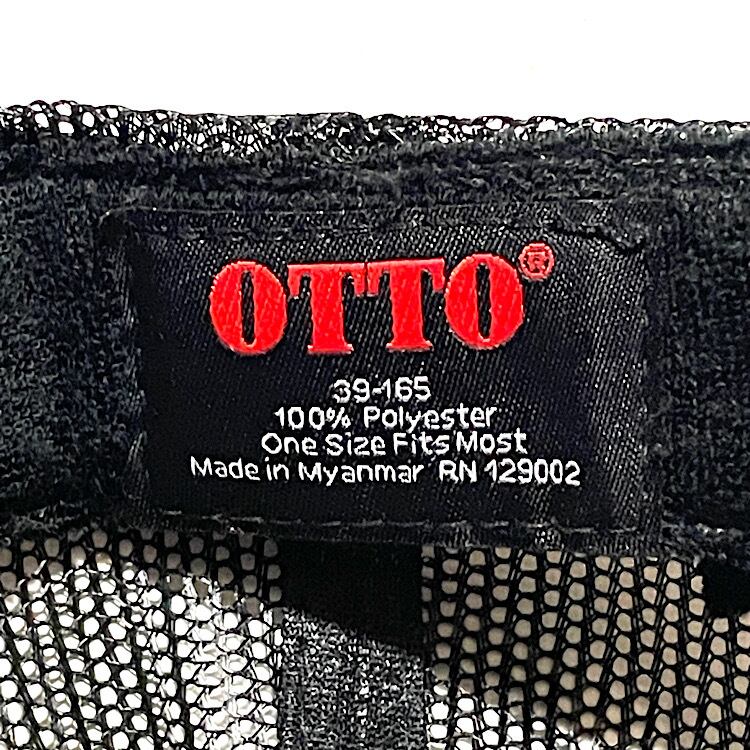 OTTO®
39-165
100% Polyester
One Size Fits Most
Made in Myanmar RN 129002